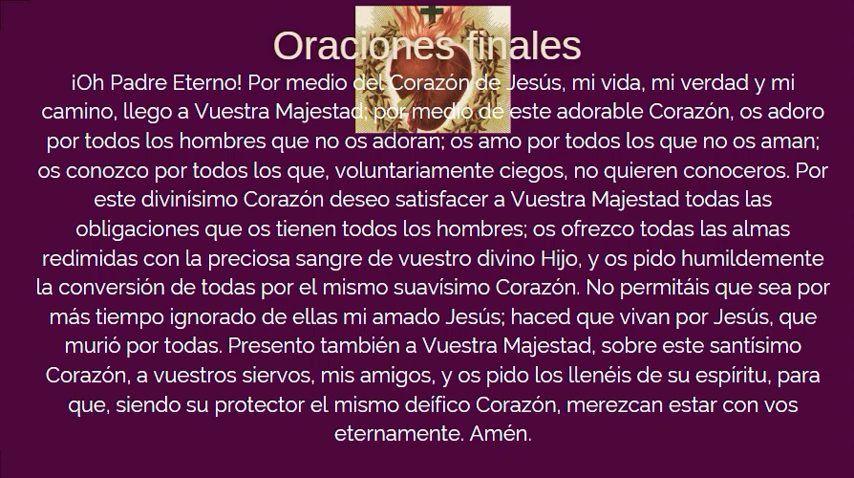 Oraciones finales
¡Oh Padre Eterno! Por medio del Corazón de Jesús, mi vida, mi verdad y mi
camino, llego a Vuestra Majestad; por medio de este adorable Corazón, os adoro
por todos los hombres que no os adoran; os amo por todos los que no os aman;
os conozco por todos los que, voluntariamente ciegos, no quieren conoceros. Por
este divinísimo Corazón deseo satisfacer a Vuestra Majestad todas las
obligaciones que os tienen todos los hombres; os ofrezco todas las almas
redimidas con la preciosa sangre de vuestro divino Hijo, y os pido humildemente
la conversión de todas por el mismo suavísimo Corazón. No permitáis que sea por
más tiempo ignorado de ellas mi amado Jesús; haced que vivan por Jesús, que
murió por todas. Presento también a Vuestra Majestad, sobre este santísimo
Corazón, a vuestros siervos, mis amigos, y os pido los llenéis de su espíritu, para
que, siendo su protector el mismo deífico Corazón, merezcan estar con vos
eternamente. Amén.